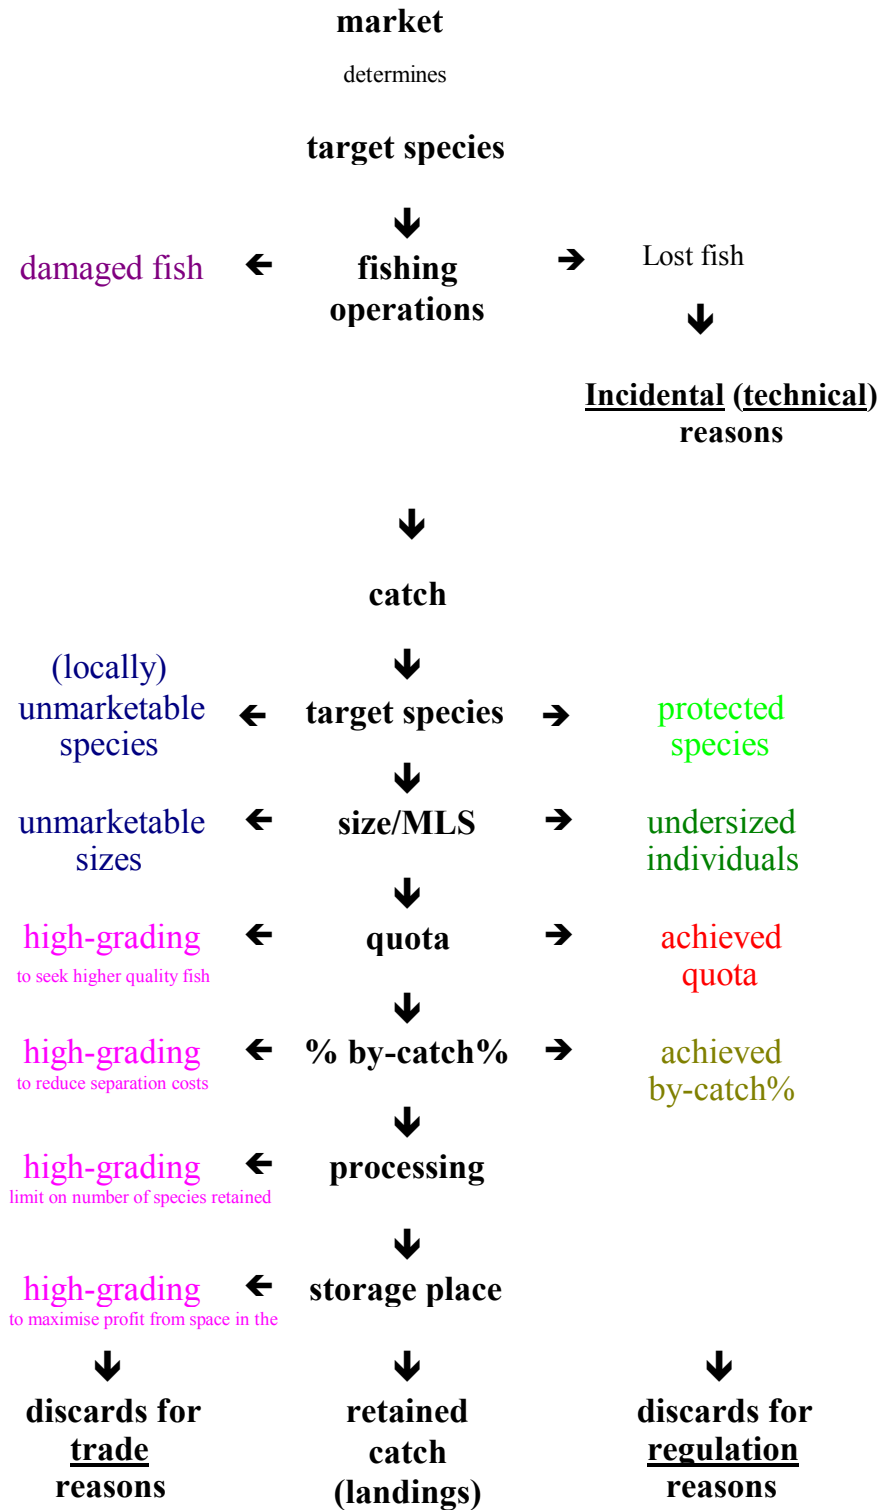 market
determines
target species
damaged fish
fishing
operations
Lost fish
Incidental (technical)
reasons
catch
(locally)
unmarketable
species
target species
protected
species
unmarketable
sizes
size/MLS
undersized
individuals
high-grading
to seek higher quality fish
quota
achieved
quota
high-grading
to reduce separation costs
% by-catch%
achieved
by-catch%
high-grading
limit on number of species retained
processing
high-grading
to maximise profit from space in the
storage place
discards for
trade
reasons
retained
catch
(landings)
discards for
regulation
reasons